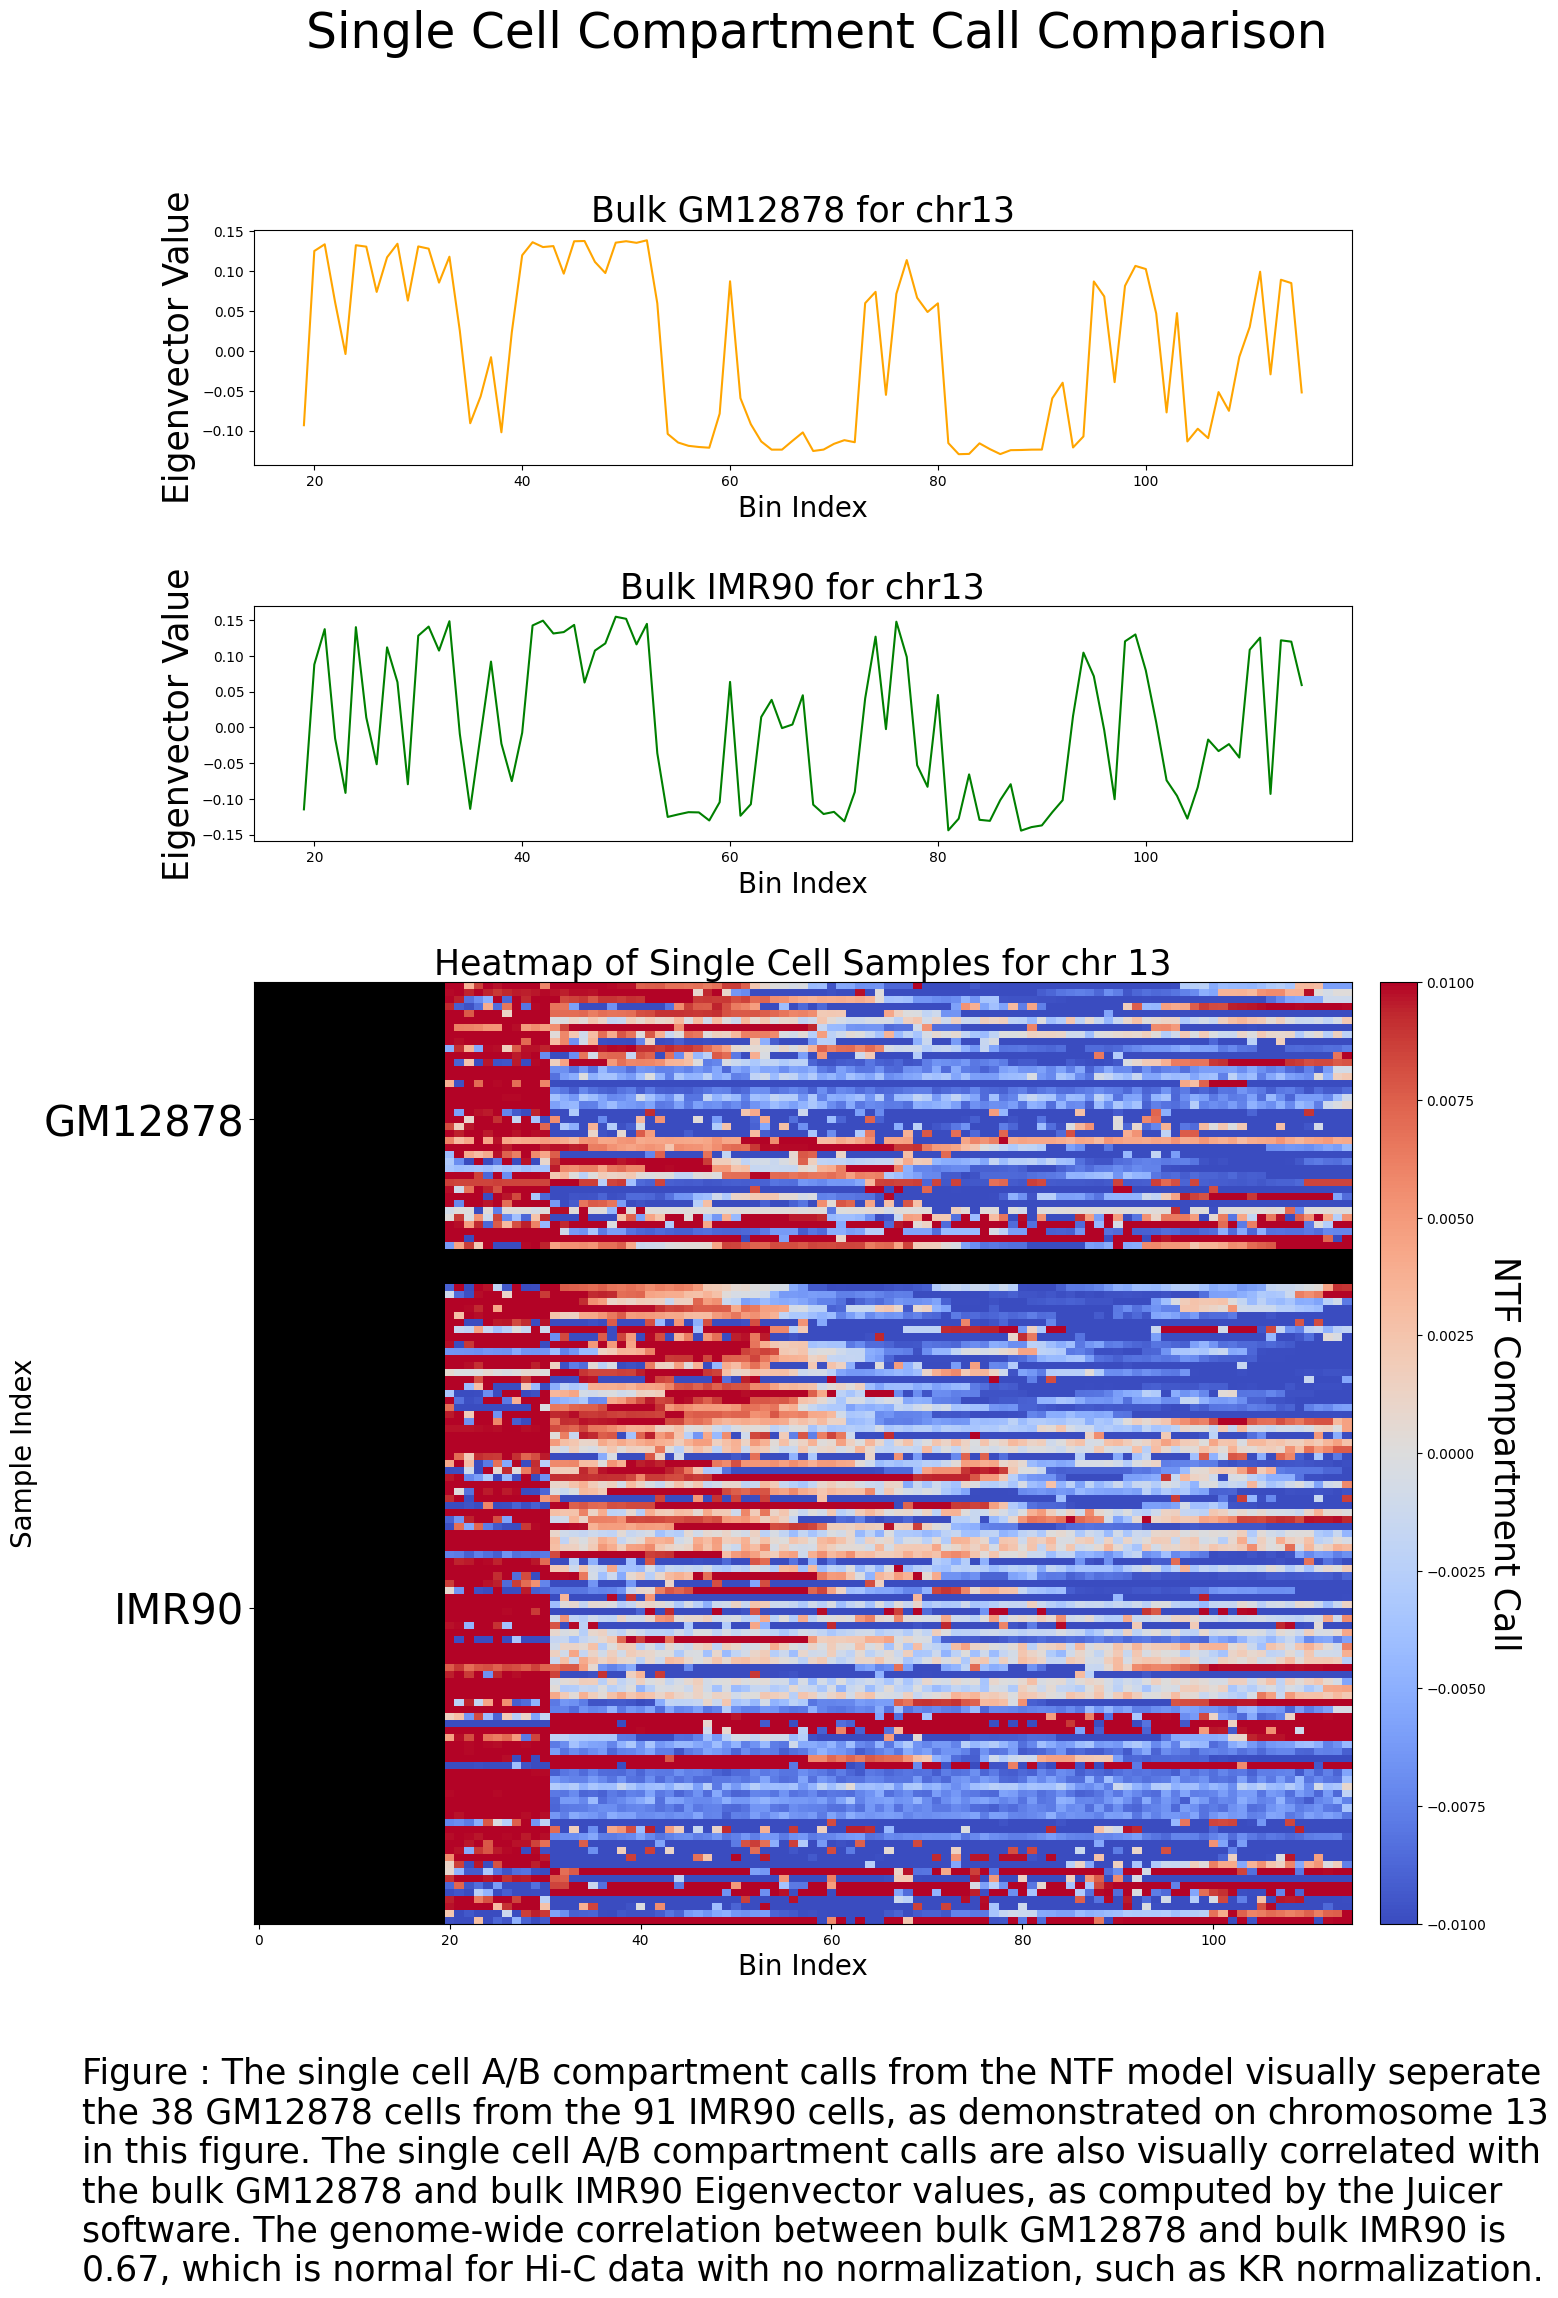 Single Cell Compartment Call Comparison
Bulk GM12878 for chr13
Eigenvector Value
0.15
0.10
0.05
0.00
−0.05
−0.10
20 40 60 80 100
Bin Index
Bulk IMR90 for chr13
Eigenvector Value
0.15
0.10
0.05
0.00
−0.05
−0.10
−0.15
20 40 60 80 100
Bin Index
Heatmap of Single Cell Samples for chr 13
Sample Index
GM12878
IMR90
0 20 40 60 80 100
Bin Index
0.0100
0.0075
0.0050
0.0025
0.0000
−0.0025
−0.0050
−0.0075
−0.0100
NTF Compartment Call
Figure : The single cell A/B compartment calls from the NTF model visually seperate
the 38 GM12878 cells from the 91 IMR90 cells, as demonstrated on chromosome 13
in this figure. The single cell A/B compartment calls are also visually correlated with
the bulk GM12878 and bulk IMR90 Eigenvector values, as computed by the Juicer
software. The genome-wide correlation between bulk GM12878 and bulk IMR90 is
0.67, which is normal for Hi-C data with no normalization, such as KR normalization.